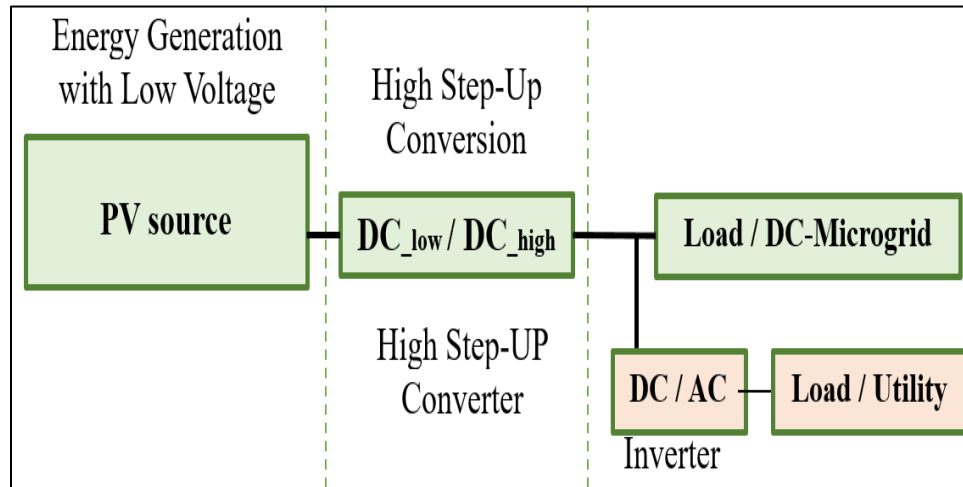 Energy Generation
with Low Voltage
PV source
High Step-Up
Conversion
DC_low / DC_high
High Step-UP
Converter
Load / DC-Microgrid
DC / AC
Inverter
Load / Utility